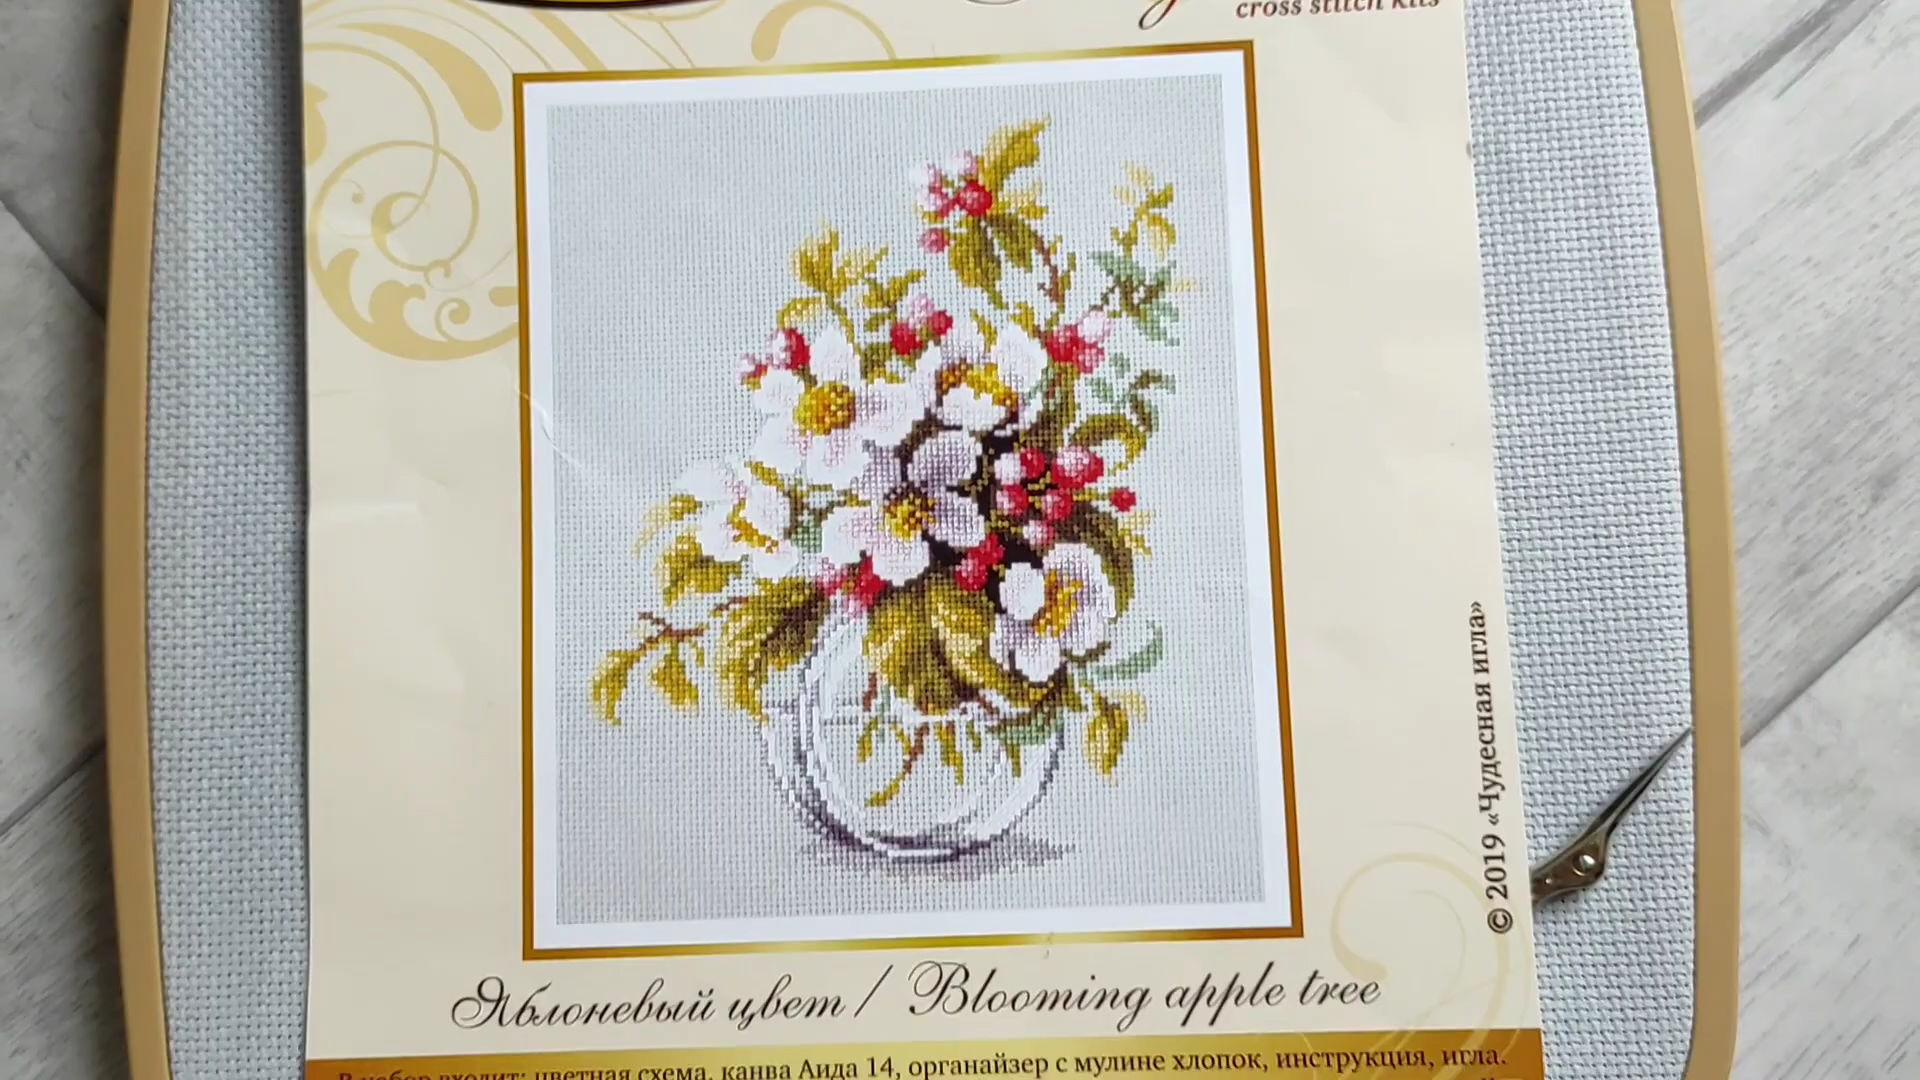 cross stitch kits
© 2019 «Чудесная игла»
Яблоневый цвет / Blooming apple tree
В набор входит: цветная схема, канва Аида 14, органайзер с мулине хлопок, инструкция, игла.